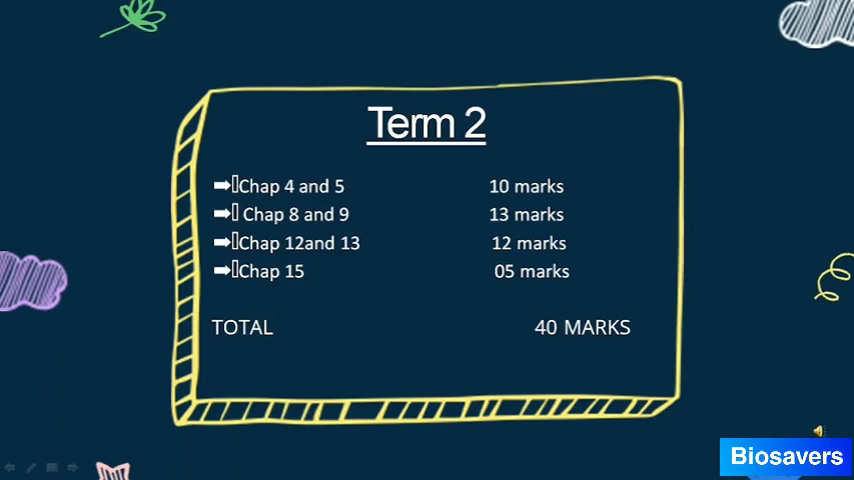 Term 2
➡Chap 4 and 5 10 marks
➡ Chap 8 and 9 13 marks
➡Chap 12and 13 12 marks
➡Chap 15 05 marks
TOTAL 40 MARKS
Biosavers